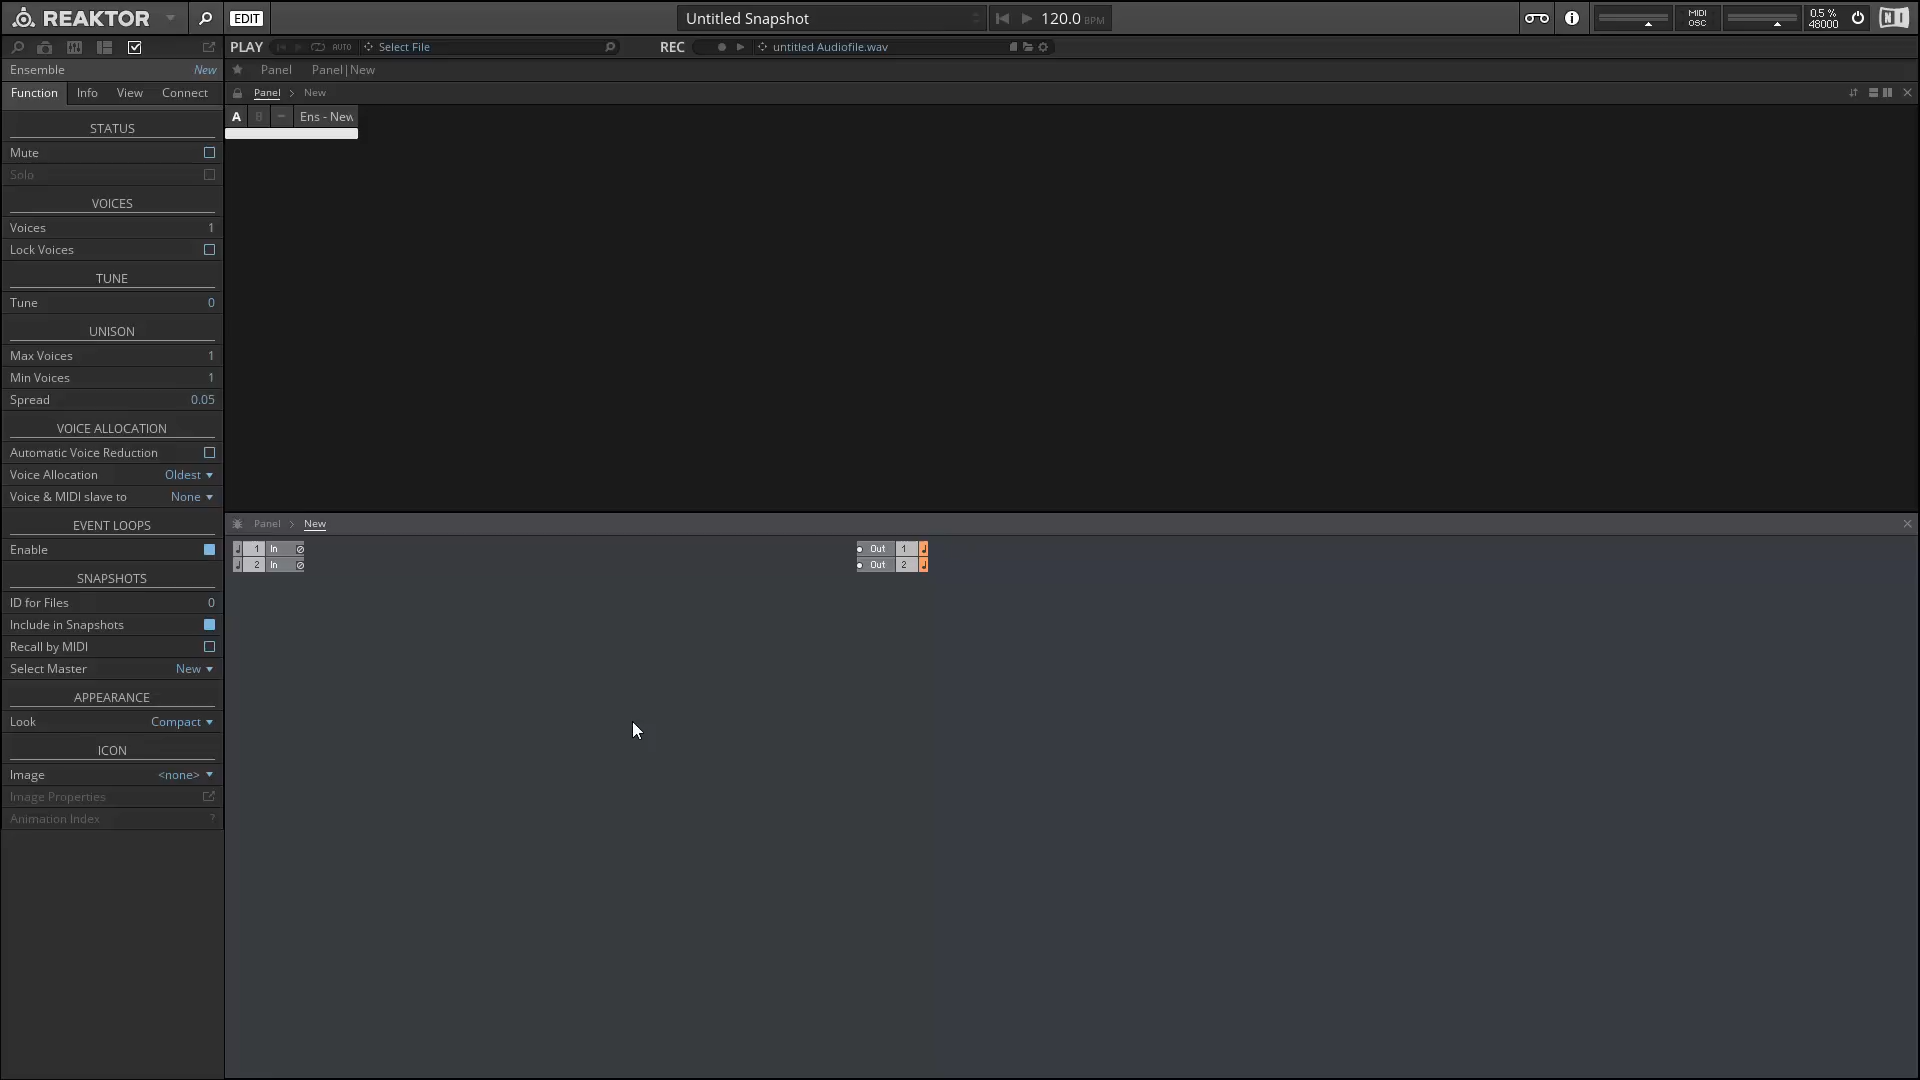 REAKTOR EDIT Untitled Snapshot 120.0 BPM MIDI OSC 0.5 % 48000
PLAY AUTO Select File REC untitled Audiofile.wav
Ensemble New Panel Panel|New
Function Info View Connect Panel > New
A B Ens - New
STATUS
Mute
Solo
VOICES
Voices 1
Lock Voices
TUNE
Tune 0
UNISON
Max Voices 1
Min Voices 1
Spread 0.05
VOICE ALLOCATION
Automatic Voice Reduction
Voice Allocation Oldest
Voice & MIDI slave to None
EVENT LOOPS
Enable
SNAPSHOTS
ID for Files 0
Include in Snapshots
Recall by MIDI
Select Master New
APPEARANCE
Look Compact
ICON
Image <none>
Image Properties
Animation Index ?
Panel > New
1 In Out 1
2 In Out 2